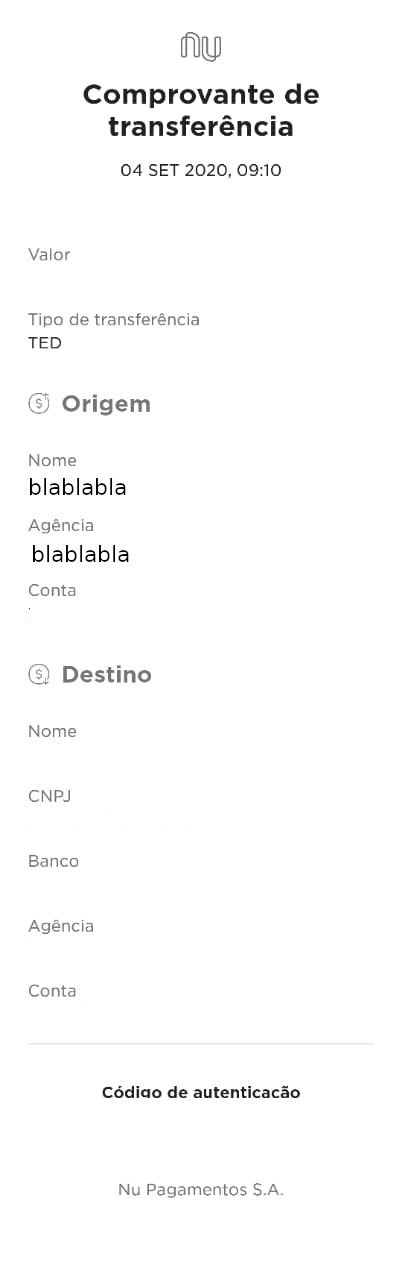 nu
Comprovante de
transferência
04 SET 2020, 09:10
Valor
Tipo de transferência
TED
Origem
Nome
blablabla
Agência
blablabla
Conta
Destino
Nome
CNPJ
Banco
Agência
Conta
Código de autenticação
Nu Pagamentos S.A.